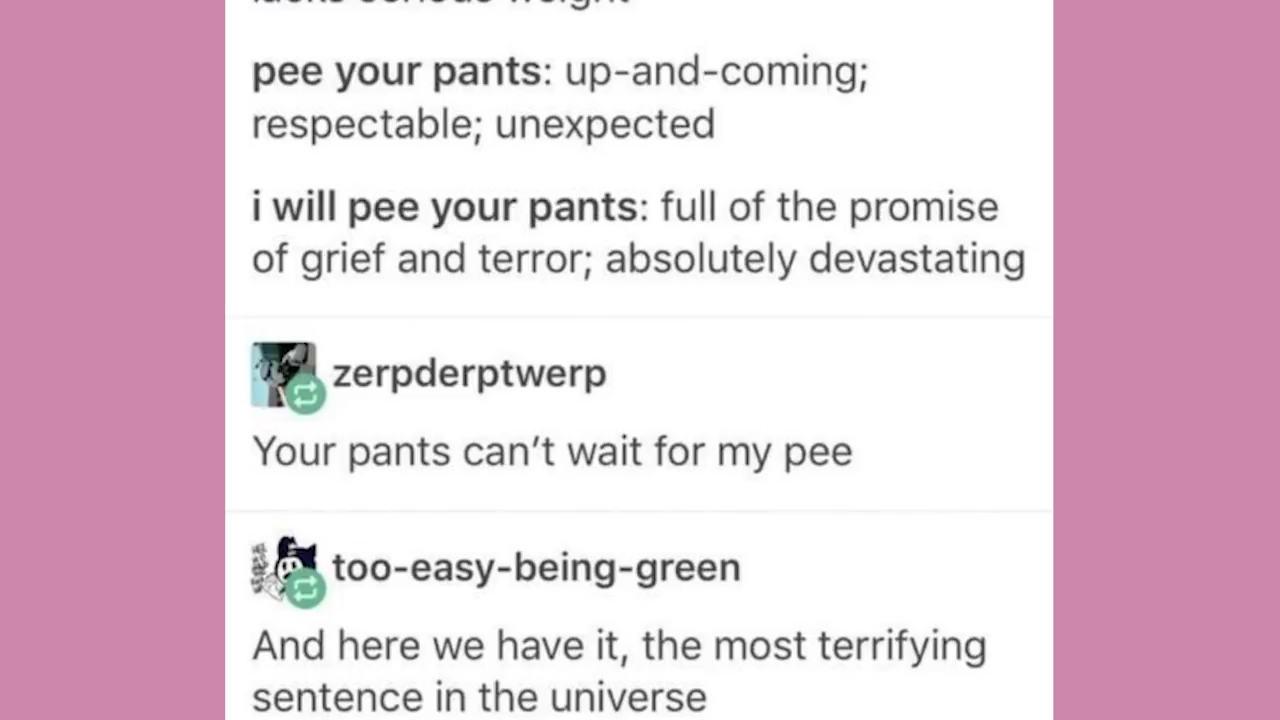 pee your pants: up-and-coming;
respectable; unexpected
i will pee your pants: full of the promise
of grief and terror; absolutely devastating
zerpderptwerp
Your pants can't wait for my pee
too-easy-being-green
And here we have it, the most terrifying
sentence in the universe